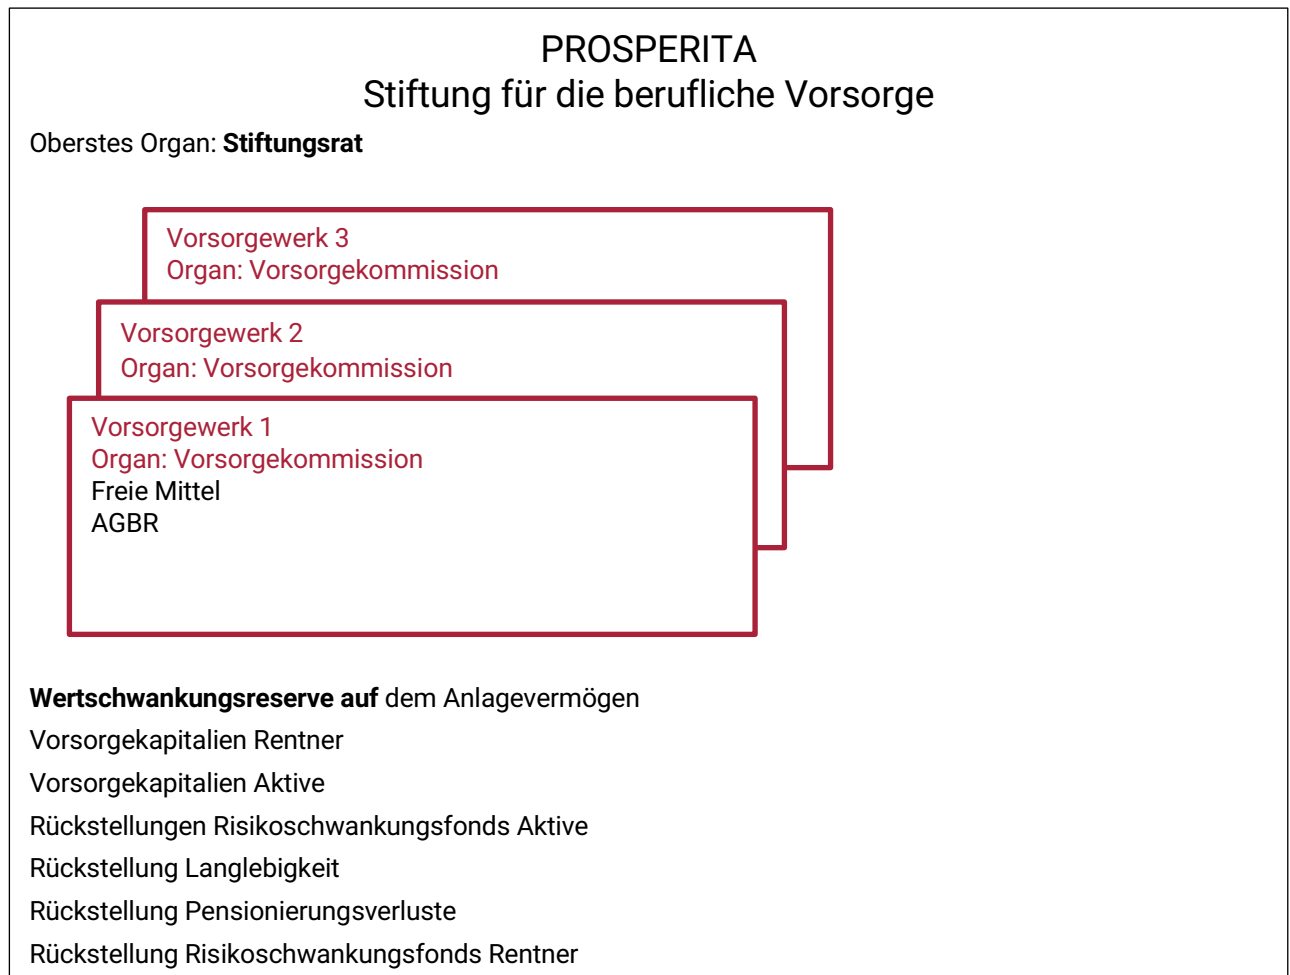 PROSPERITA
Stiftung für die berufliche Vorsorge
Oberstes Organ: Stiftungsrat
Vorsorgewerk 3
Organ: Vorsorgekommission
Vorsorgewerk 2
Organ: Vorsorgekommission
Vorsorgewerk 1
Organ: Vorsorgekommission
Freie Mittel
AGBR
Wertschwankungsreserve auf dem Anlagevermögen
Vorsorgekapitalien Rentner
Vorsorgekapitalien Aktive
Rückstellungen Risikoschwankungsfonds Aktive
Rückstellung Langlebigkeit
Rückstellung Pensionierungsverluste
Rückstellung Risikoschwankungsfonds Rentner